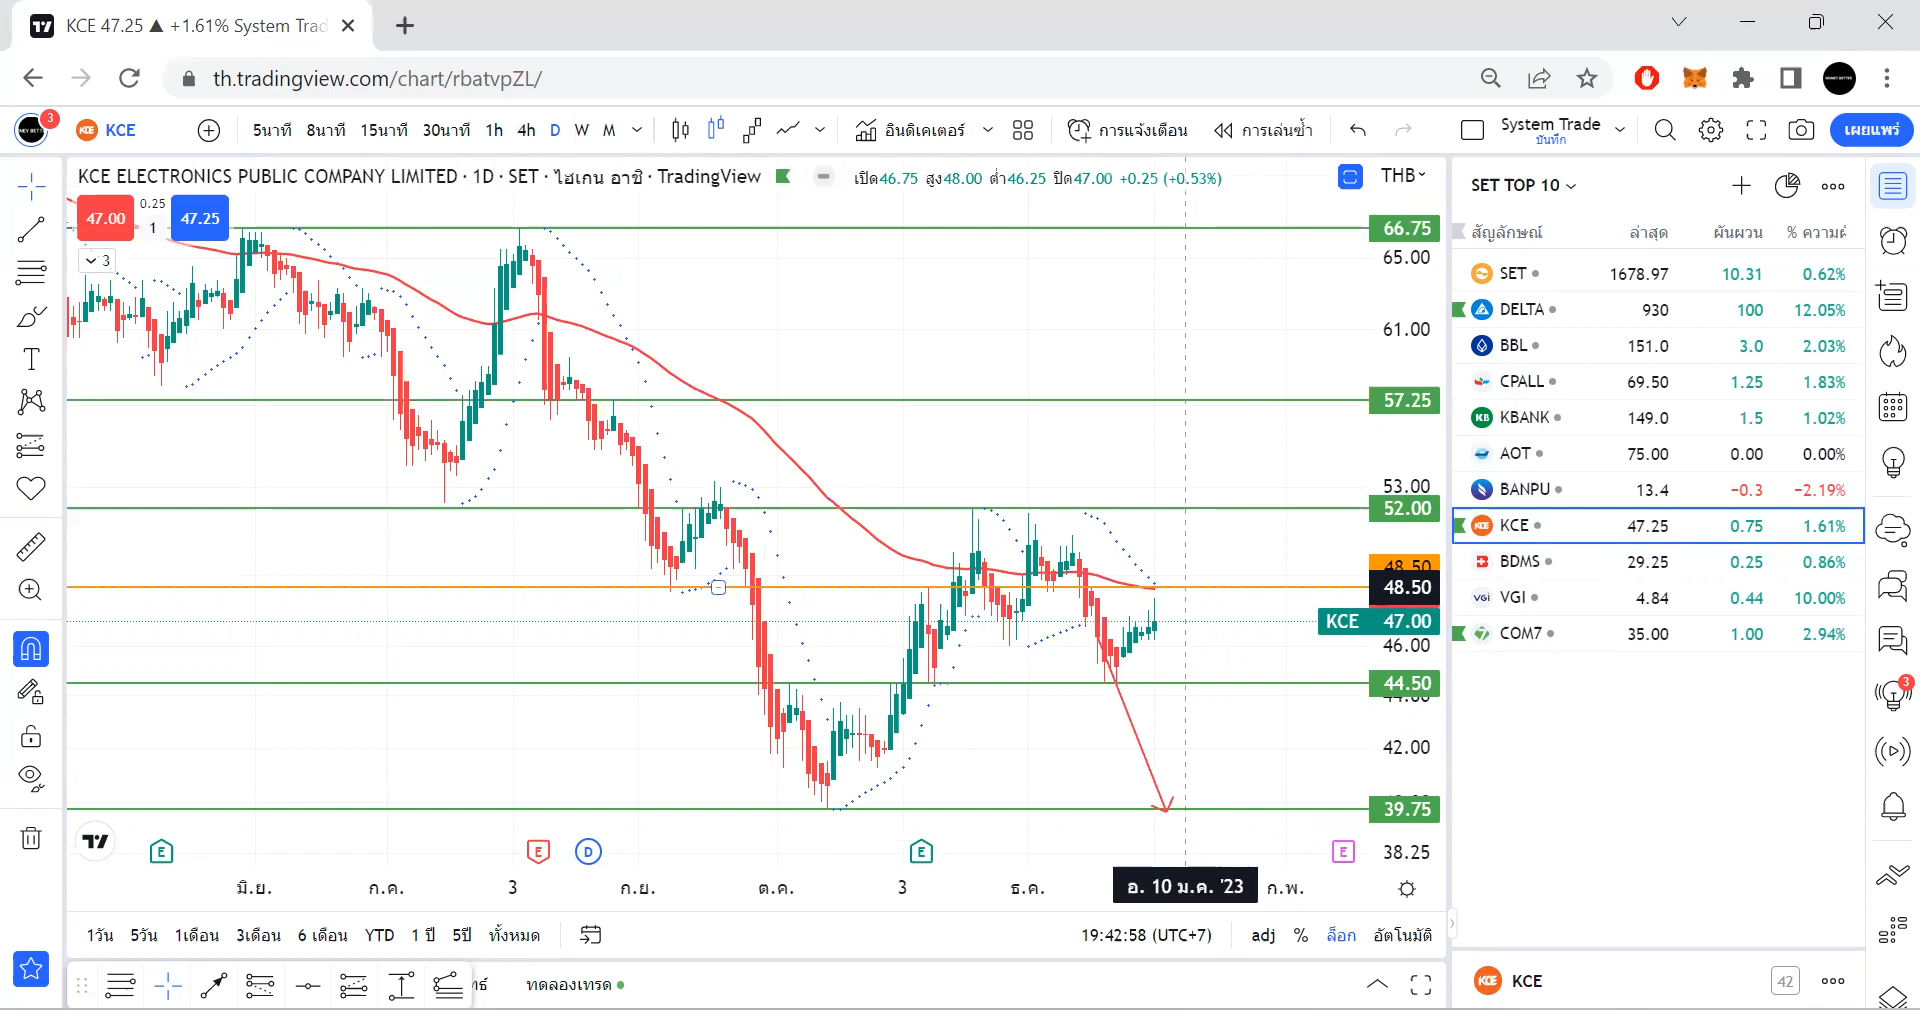 KCE 47.25 ▲ +1.61% System Trad
th.tradingview.com/chart/rbatvpZL/
3
KCE
5นาที 8นาที 15นาที 30นาที 1h 4h D W M
อินดิเคเตอร์
การแจ้งเตือน
การเล่นซ้ำ
System Trade
บันทึก
เผยแพร่
KCE ELECTRONICS PUBLIC COMPANY LIMITED · 1D · SET · ไฮเกน อาชิ · TradingView
เปิด46.75 สูง48.00 ต่ำ46.25 ปิด47.00 +0.25 (+0.53%)
THB
47.00
0.25
1
47.25
3
66.75
65.00
61.00
57.25
53.00
52.00
48.50
48.50
KCE 47.00
46.00
44.50
44.00
42.00
39.75
38.25
E
E
D
E
E
มิ.ย. ก.ค. 3 ก.ย. ต.ค. 3 ธ.ค. อ. 10 ม.ค. '23 ก.พ.
1วัน 5วัน 1เดือน 3เดือน 6 เดือน YTD 1 ปี 5ปี ทั้งหมด
19:42:58 (UTC+7)
adj % ล็อก อัตโนมัติ
ทดลองเทรด
SET TOP 10
สัญลักษณ์ ล่าสุด ผันผวน % ความผั
SET 1678.97 10.31 0.62%
DELTA 930 100 12.05%
BBL 151.0 3.0 2.03%
CPALL 69.50 1.25 1.83%
KB KBANK 149.0 1.5 1.02%
AOT 75.00 0.00 0.00%
BANPU 13.4 −0.3 −2.19%
KCE KCE 47.25 0.75 1.61%
BDMS 29.25 0.25 0.86%
VGI VGI 4.84 0.44 10.00%
COM7 35.00 1.00 2.94%
3
KCE KCE
42